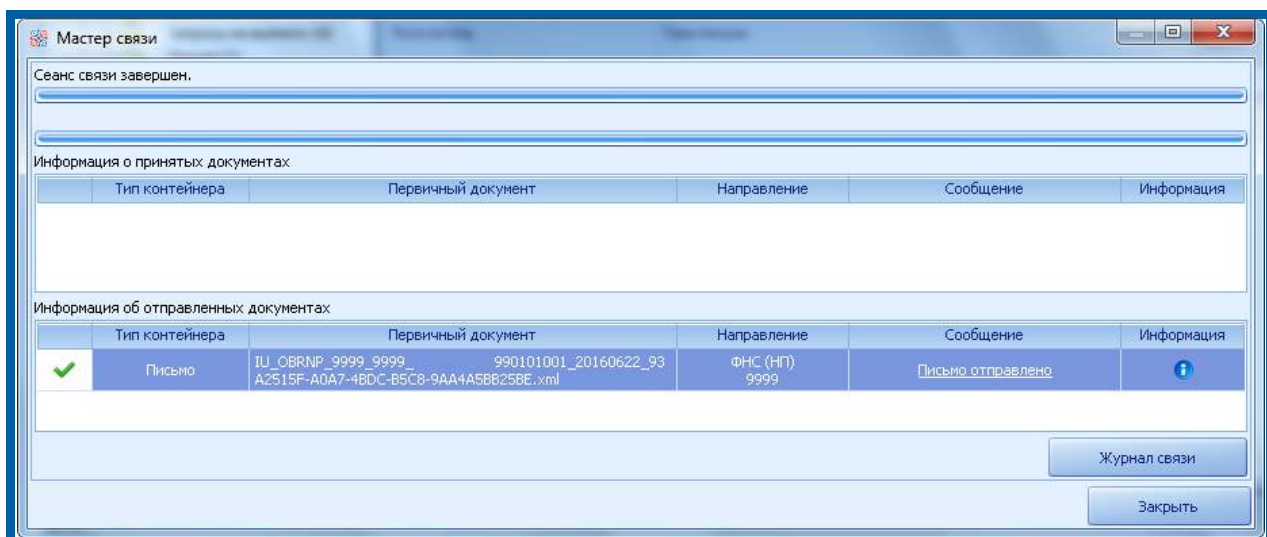 Мастер связи
Сеанс связи завершен.
Информация о принятых документах
Тип контейнера Первичный документ Направление Сообщение Информация
Информация об отправленных документах
Тип контейнера Первичный документ Направление Сообщение Информация
Письмо IU_OBRNP_9999_9999_ 990101001_20160622_93 ФНС (НП) Письмо отправлено
A2515F-A0A7-4BDC-B5C8-9AA4A5BB25BE.xml 9999
Журнал связи
Закрыть